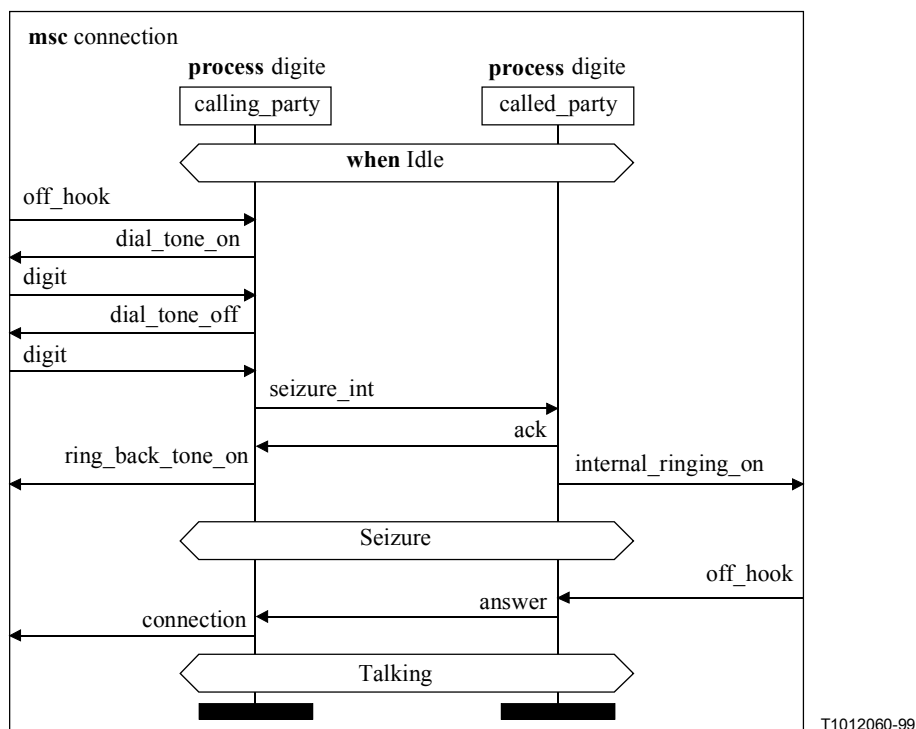 msc connection
process digite process digite
calling_party called_party
when Idle
off_hook
dial_tone_on
digit
dial_tone_off
digit
seizure_int
ack
ring_back_tone_on internal_ringing_on
Seizure
off_hook
answer
connection
Talking
T1012060-99